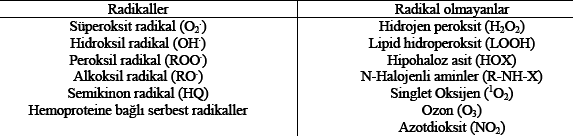 Radikaller Radikal olmayanlar
Süperoksit radikal (O₂˙) Hidrojen peroksit (H₂O₂)
Hidroksil radikal (OH˙) Lipid hidroperoksit (LOOH)
Peroksil radikal (ROO˙) Hipohaloz asit (HOX)
Alkoksil radikal (RO˙) N-Halojenli aminler (R-NH-X)
Semikinon radikal (HQ) Singlet Oksijen (¹O₂)
Hemoproteine bağlı serbest radikaller Ozon (O₃)
Azotdioksit (NO₂)